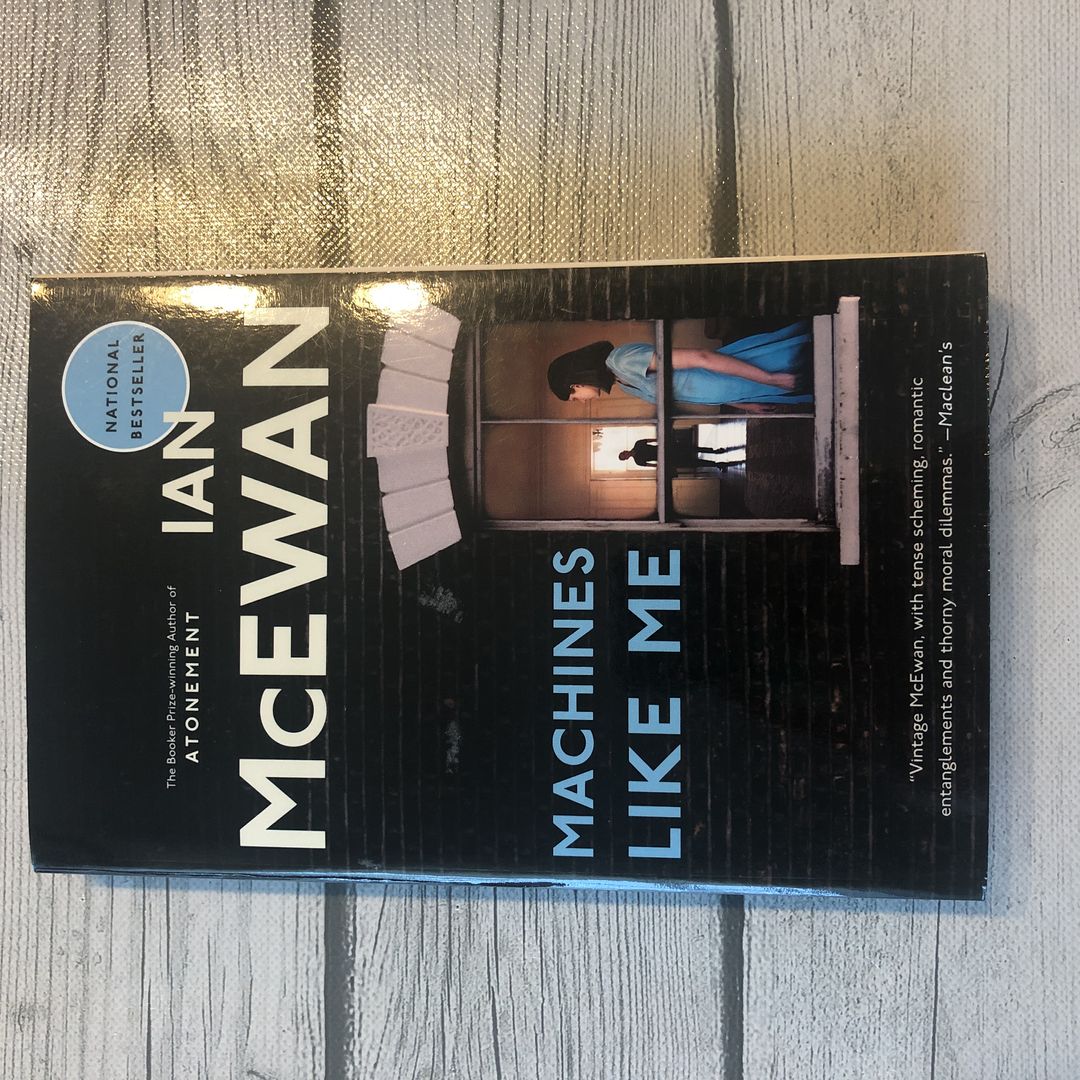 NATIONAL
BESTSELLER
The Booker Prize-winning Author of
ATONEMENT
IAN
McEWAN
MACHINES
LIKE ME
“Vintage McEwan, with tense scheming, romantic
entanglements and thorny moral dilemmas.” —Maclean’s